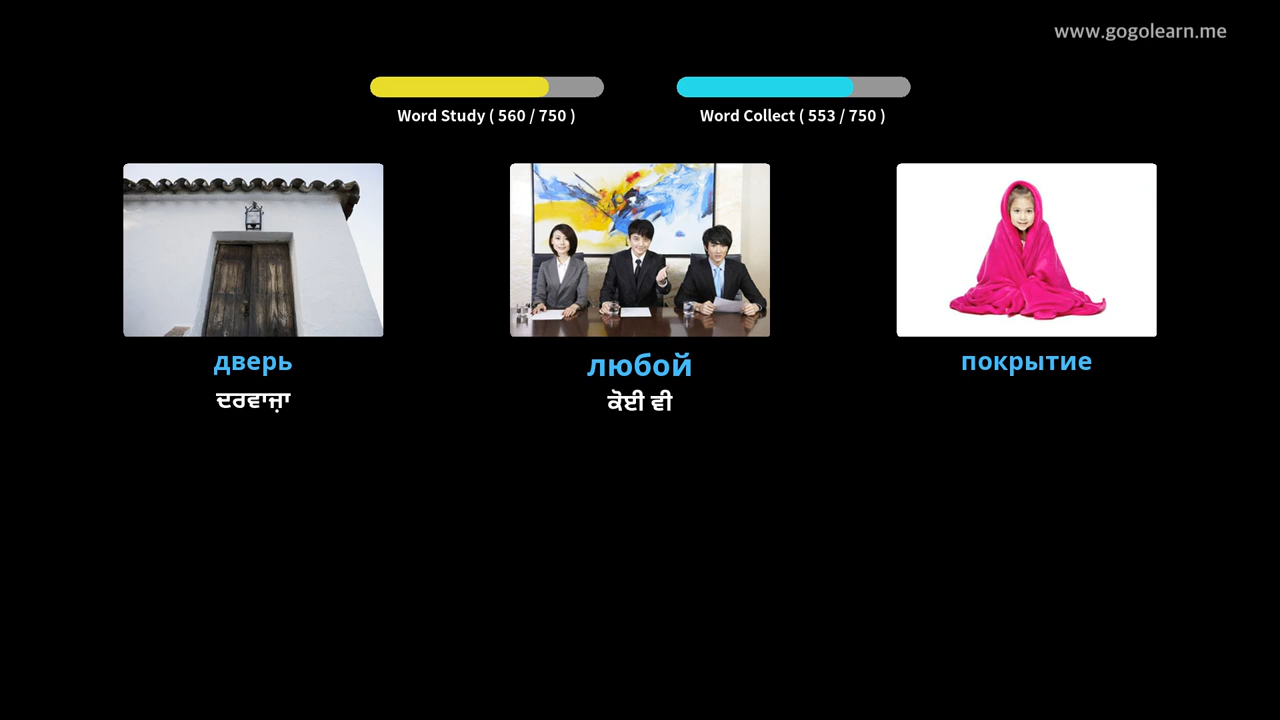 www.gogolearn.me
Word Study ( 560 / 750 )
Word Collect ( 553 / 750 )
дверь
любой
покрытие
ਦਰਵਾਜ਼ਾ
ਕੋਈ ਵੀ